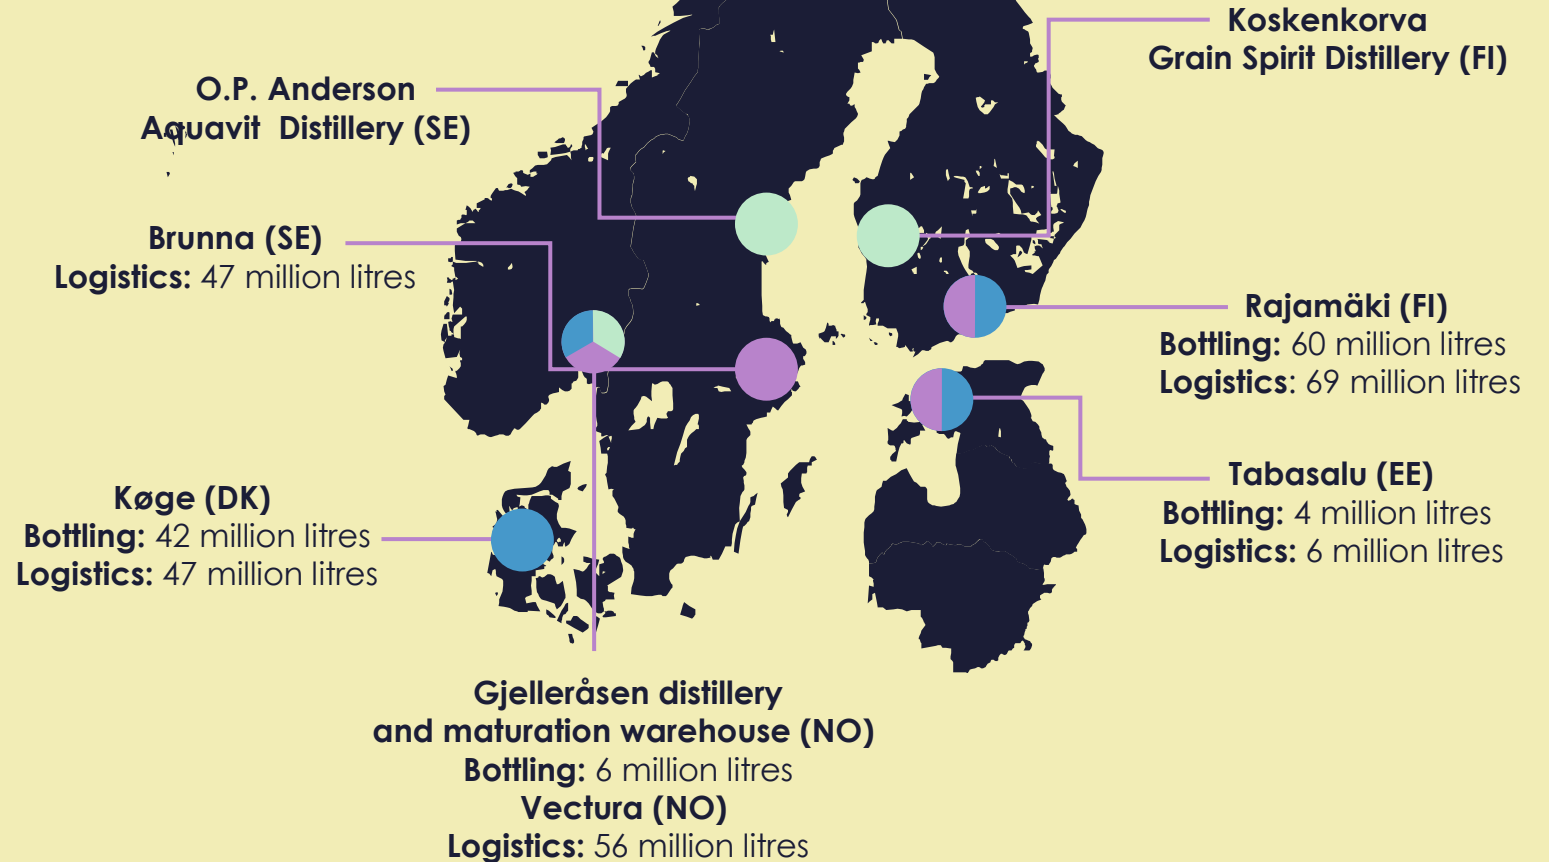 Koskenkorva
Grain Spirit Distillery (FI)
O.P. Anderson
Aquavit Distillery (SE)
Brunna (SE)
Logistics: 47 million litres
Rajamäki (FI)
Bottling: 60 million litres
Logistics: 69 million litres
Tabasalu (EE)
Bottling: 4 million litres
Logistics: 6 million litres
Køge (DK)
Bottling: 42 million litres
Logistics: 47 million litres
Gjelleråsen distillery
and maturation warehouse (NO)
Bottling: 6 million litres
Vectura (NO)
Logistics: 56 million litres